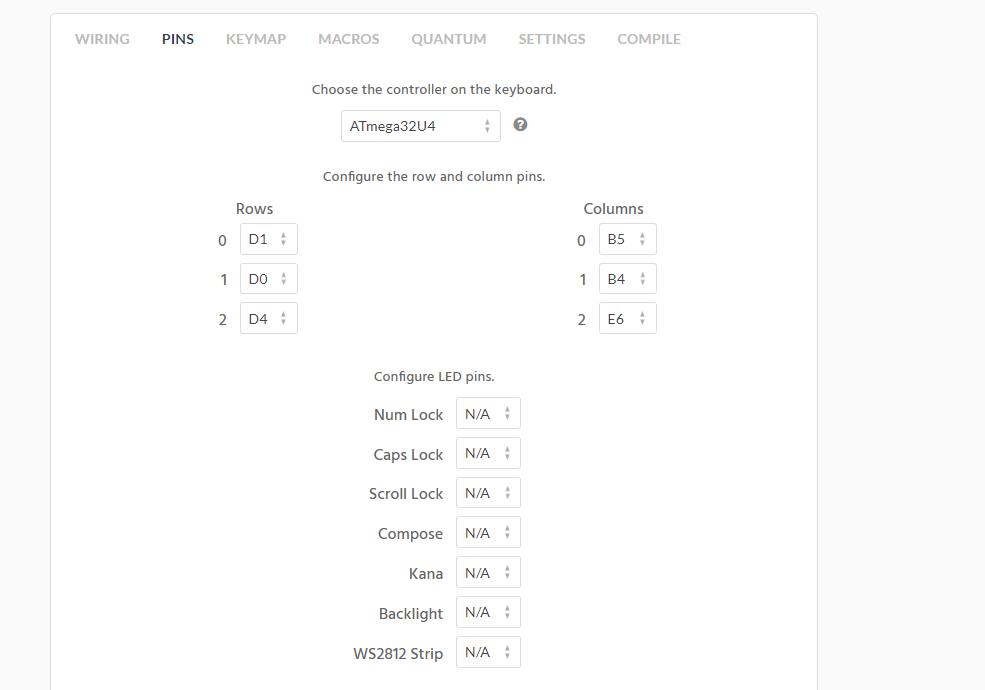 WIRING PINS KEYMAP MACROS QUANTUM SETTINGS COMPILE
Choose the controller on the keyboard.
ATmega32U4 ?
Configure the row and column pins.
Rows Columns
0 D1 0 B5
1 D0 1 B4
2 D4 2 E6
Configure LED pins.
Num Lock N/A
Caps Lock N/A
Scroll Lock N/A
Compose N/A
Kana N/A
Backlight N/A
WS2812 Strip N/A